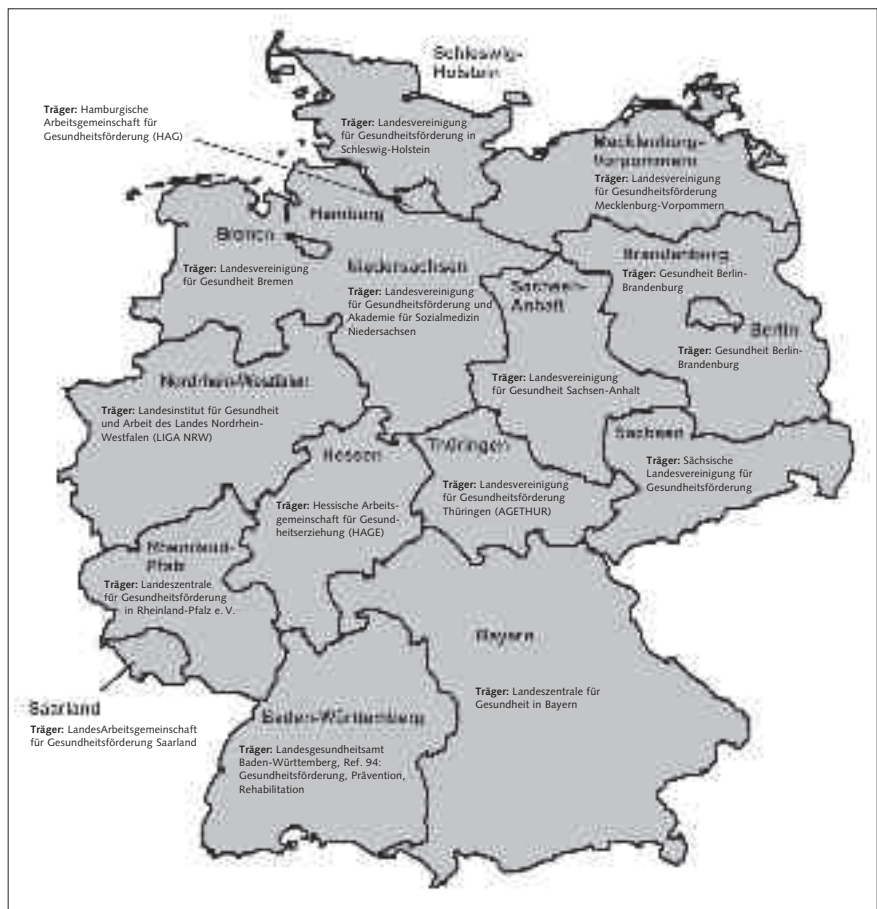 Schleswig-
Holstein
Träger: Hamburgische
Arbeitsgemeinschaft für
Gesundheitsförderung (HAG)
Träger: Landesvereinigung
für Gesundheitsförderung in
Schleswig-Holstein
Mecklenburg-
Vorpommern
Träger: Landesvereinigung
für Gesundheitsförderung
Mecklenburg-Vorpommern
Hamburg
Bremen
Träger: Landesvereinigung
für Gesundheit Bremen
Niedersachsen
Träger: Landesvereinigung
für Gesundheitsförderung und
Akademie für Sozialmedizin
Niedersachsen
Sachsen-
Anhalt
Träger: Landesvereinigung
für Gesundheit Sachsen-Anhalt
Brandenburg
Träger: Gesundheit Berlin-
Brandenburg
Berlin
Träger: Gesundheit Berlin-
Brandenburg
Nordrhein-Westfalen
Träger: Landesinstitut für Gesundheit
und Arbeit des Landes Nordrhein-
Westfalen (LIGA NRW)
Hessen
Träger: Hessische Arbeits-
gemeinschaft für Gesund-
heitserziehung (HAGE)
Thüringen
Träger: Landesvereinigung
für Gesundheitsförderung
Thüringen (AGETHUR)
Sachsen
Träger: Sächsische
Landesvereinigung für
Gesundheitsförderung
Rheinland-
Pfalz
Träger: Landeszentrale
für Gesundheitsförderung
in Rheinland-Pfalz e. V.
Saarland
Träger: LandesArbeitsgemeinschaft
für Gesundheitsförderung Saarland
Baden-Württemberg
Träger: Landesgesundheitsamt
Baden-Württemberg, Ref. 94:
Gesundheitsförderung, Prävention,
Rehabilitation
Bayern
Träger: Landeszentrale für
Gesundheit in Bayern